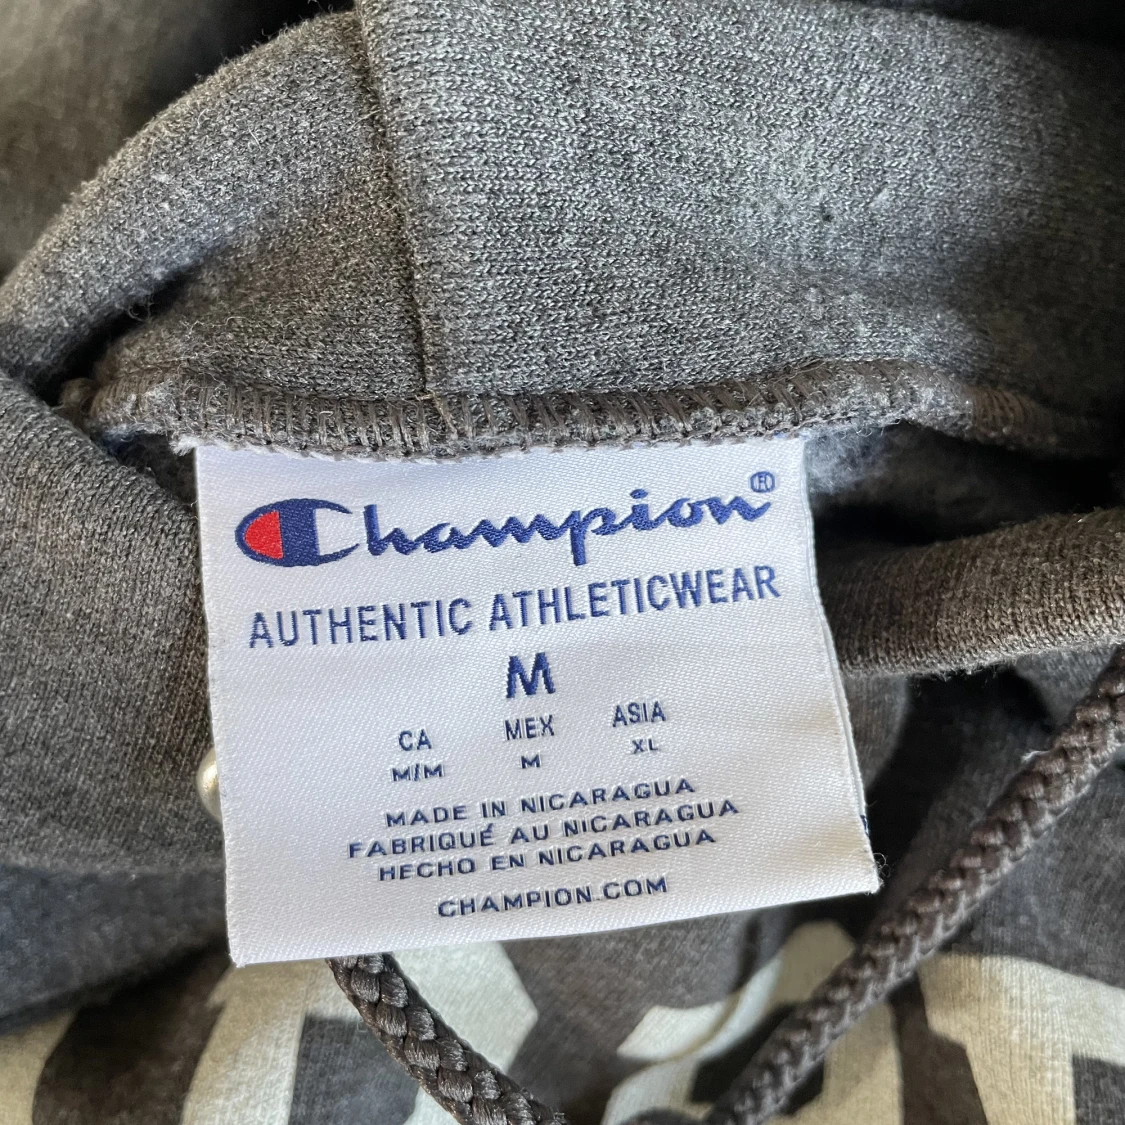 Champion®
AUTHENTIC ATHLETICWEAR
M
CA MEX ASIA
M/M M XL
MADE IN NICARAGUA
FABRIQUÉ AU NICARAGUA
HECHO EN NICARAGUA
CHAMPION.COM